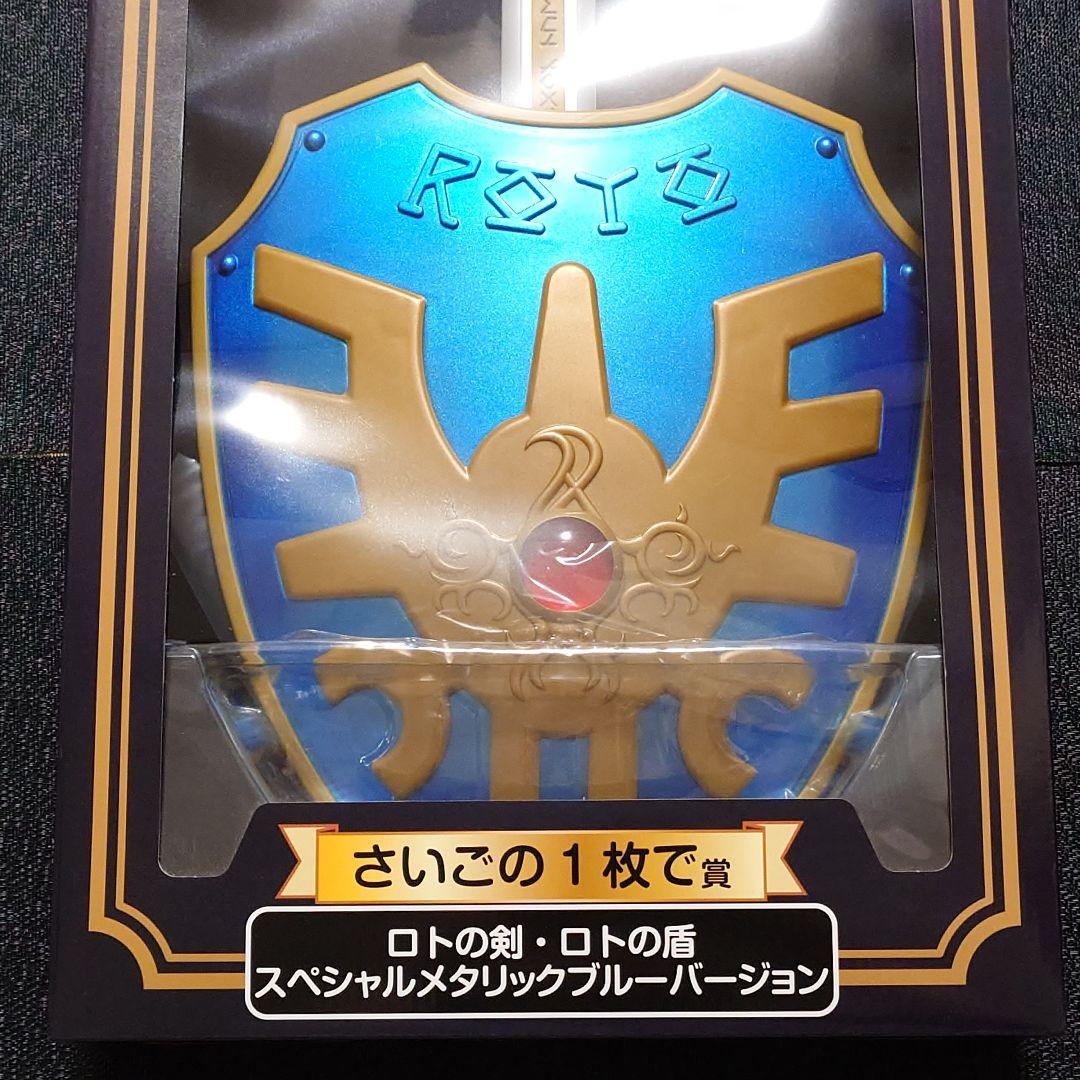 ROTO
さいごの1枚で賞
ロトの剣・ロトの盾
スペシャルメタリックブルーバージョン